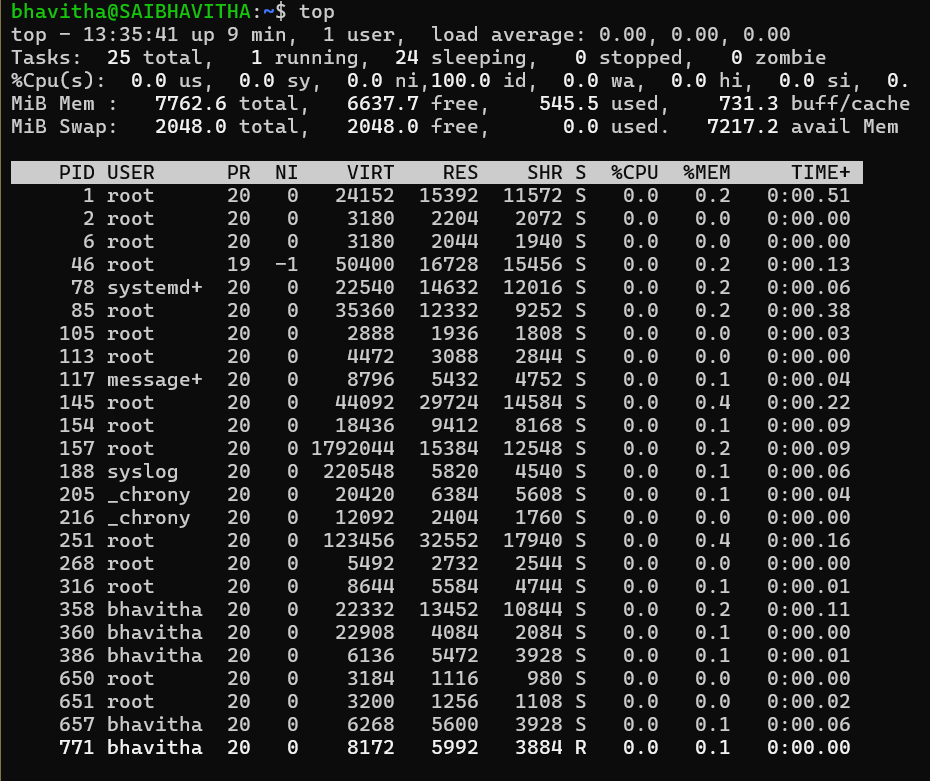 bhavitha@SAIBHAVITHA:~$ top
top - 13:35:41 up 9 min,  1 user,  load average: 0.00, 0.00, 0.00
Tasks:  25 total,   1 running,  24 sleeping,   0 stopped,   0 zombie
%Cpu(s):  0.0 us,  0.0 sy,  0.0 ni,100.0 id,  0.0 wa,  0.0 hi,  0.0 si,  0.
MiB Mem :   7762.6 total,   6637.7 free,    545.5 used,    731.3 buff/cache
MiB Swap:   2048.0 total,   2048.0 free,      0.0 used.   7217.2 avail Mem
    PID USER      PR  NI    VIRT    RES    SHR S  %CPU  %MEM     TIME+
      1 root      20   0   24152  15392  11572 S   0.0   0.2   0:00.51
      2 root      20   0    3180   2204   2072 S   0.0   0.0   0:00.00
      6 root      20   0    3180   2044   1940 S   0.0   0.0   0:00.00
     46 root      19  -1   50400  16728  15456 S   0.0   0.2   0:00.13
     78 systemd+  20   0   22540  14632  12016 S   0.0   0.2   0:00.06
     85 root      20   0   35360  12332   9252 S   0.0   0.2   0:00.38
    105 root      20   0    2888   1936   1808 S   0.0   0.0   0:00.03
    113 root      20   0    4472   3088   2844 S   0.0   0.0   0:00.00
    117 message+  20   0    8796   5432   4752 S   0.0   0.1   0:00.04
    145 root      20   0   44092  29724  14584 S   0.0   0.4   0:00.22
    154 root      20   0   18436   9412   8168 S   0.0   0.1   0:00.09
    157 root      20   0 1792044  15384  12548 S   0.0   0.2   0:00.09
    188 syslog    20   0  220548   5820   4540 S   0.0   0.1   0:00.06
    205 _chrony   20   0   20420   6384   5608 S   0.0   0.1   0:00.04
    216 _chrony   20   0   12092   2404   1760 S   0.0   0.0   0:00.00
    251 root      20   0  123456  32552  17940 S   0.0   0.4   0:00.16
    268 root      20   0    5492   2732   2544 S   0.0   0.0   0:00.00
    316 root      20   0    8644   5584   4744 S   0.0   0.1   0:00.01
    358 bhavitha  20   0   22332  13452  10844 S   0.0   0.2   0:00.11
    360 bhavitha  20   0   22908   4084   2084 S   0.0   0.1   0:00.00
    386 bhavitha  20   0    6136   5472   3928 S   0.0   0.1   0:00.01
    650 root      20   0    3184   1116    980 S   0.0   0.0   0:00.00
    651 root      20   0    3200   1256   1108 S   0.0   0.0   0:00.02
    657 bhavitha  20   0    6268   5600   3928 S   0.0   0.1   0:00.06
    771 bhavitha  20   0    8172   5992   3884 R   0.0   0.1   0:00.00